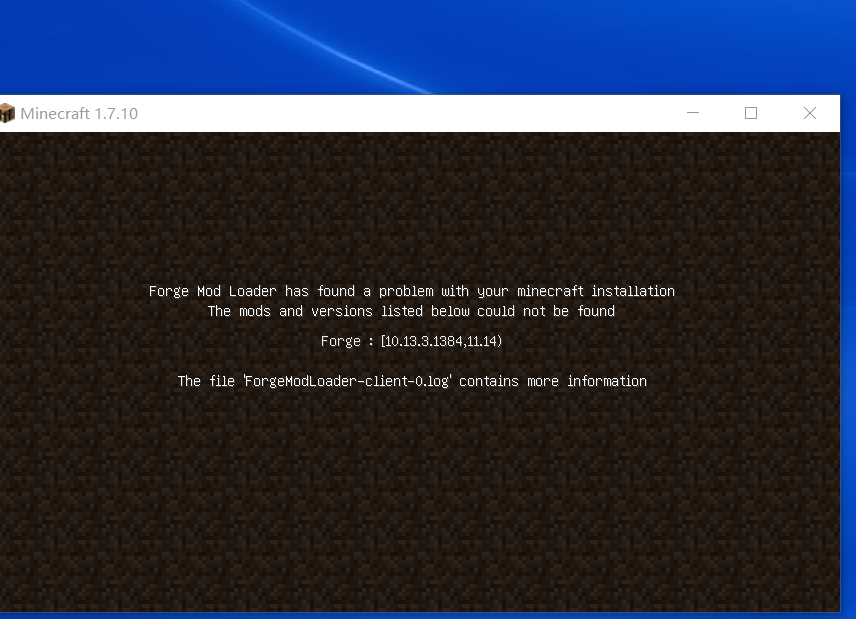 Minecraft 1.7.10
Forge Mod Loader has found a problem with your minecraft installation
The mods and versions listed below could not be found
Forge : [10.13.3.1384,11.14)
The file 'ForgeModLoader-client-0.log' contains more information